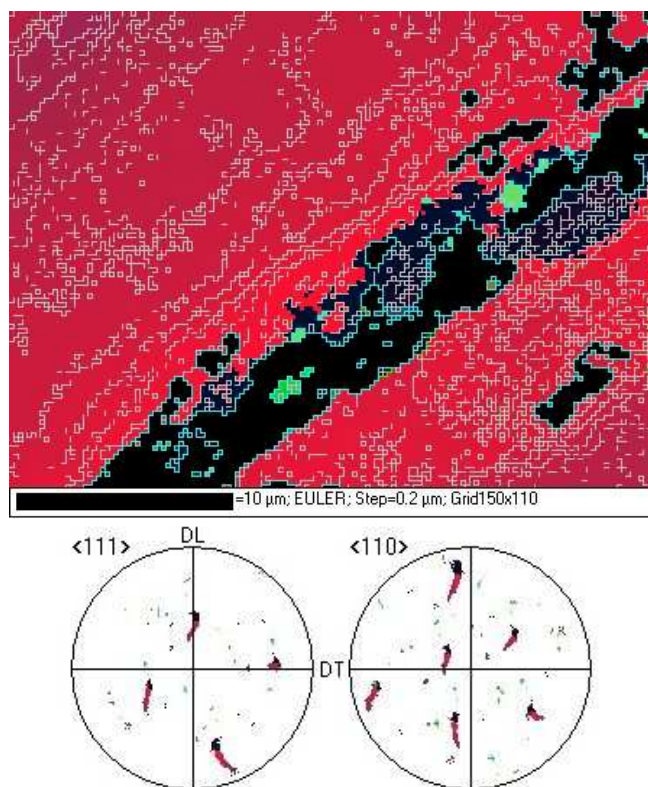 =10 µm; EULER; Step=0.2 µm; Grid150x110
<111> DL <110>
DT